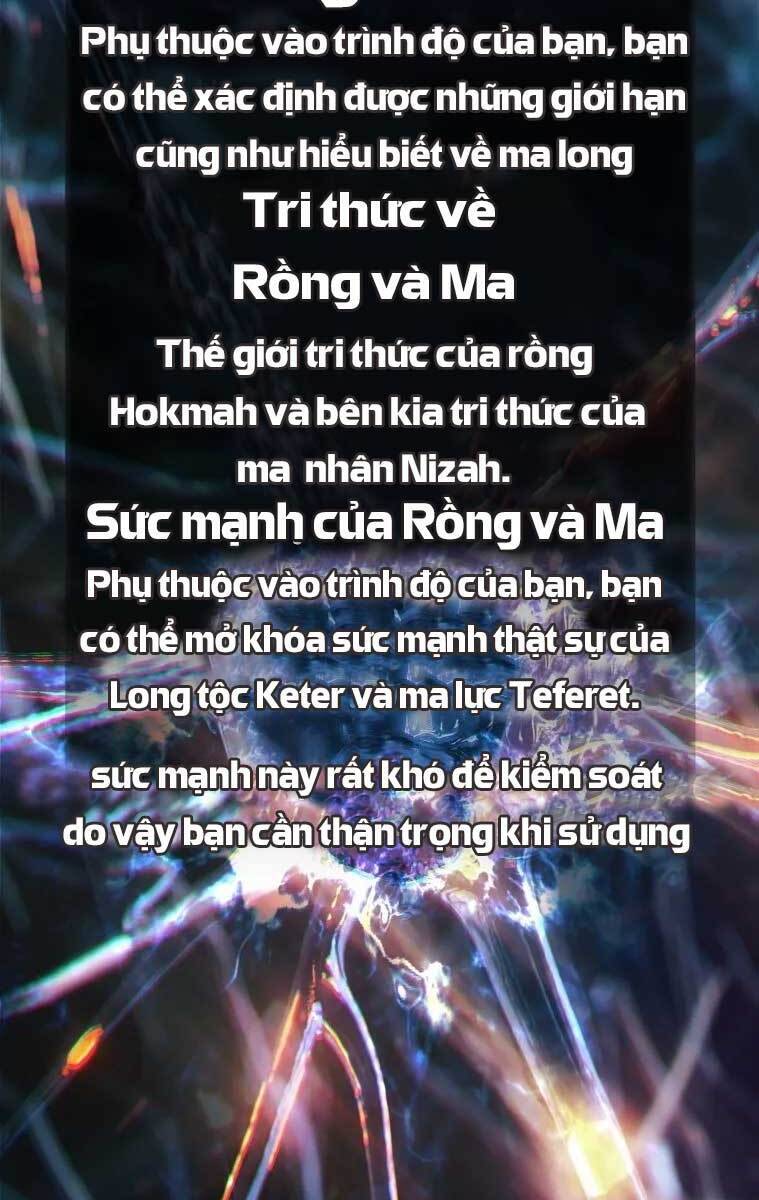 Phụ thuộc vào trình độ của bạn, bạn
có thể xác định được những giới hạn
cũng như hiểu biết về ma long
Tri thức về
Rồng và Ma
Thế giới tri thức của rồng
Hokmah và bên kia tri thức của
ma nhân Nizah.
Sức mạnh của Rồng và Ma
Phụ thuộc vào trình độ của bạn, bạn
có thể mở khóa sức mạnh thật sự của
Long tộc Keter và ma lực Teferet.
sức mạnh này rất khó để kiểm soát
do vậy bạn cần thận trọng khi sử dụng